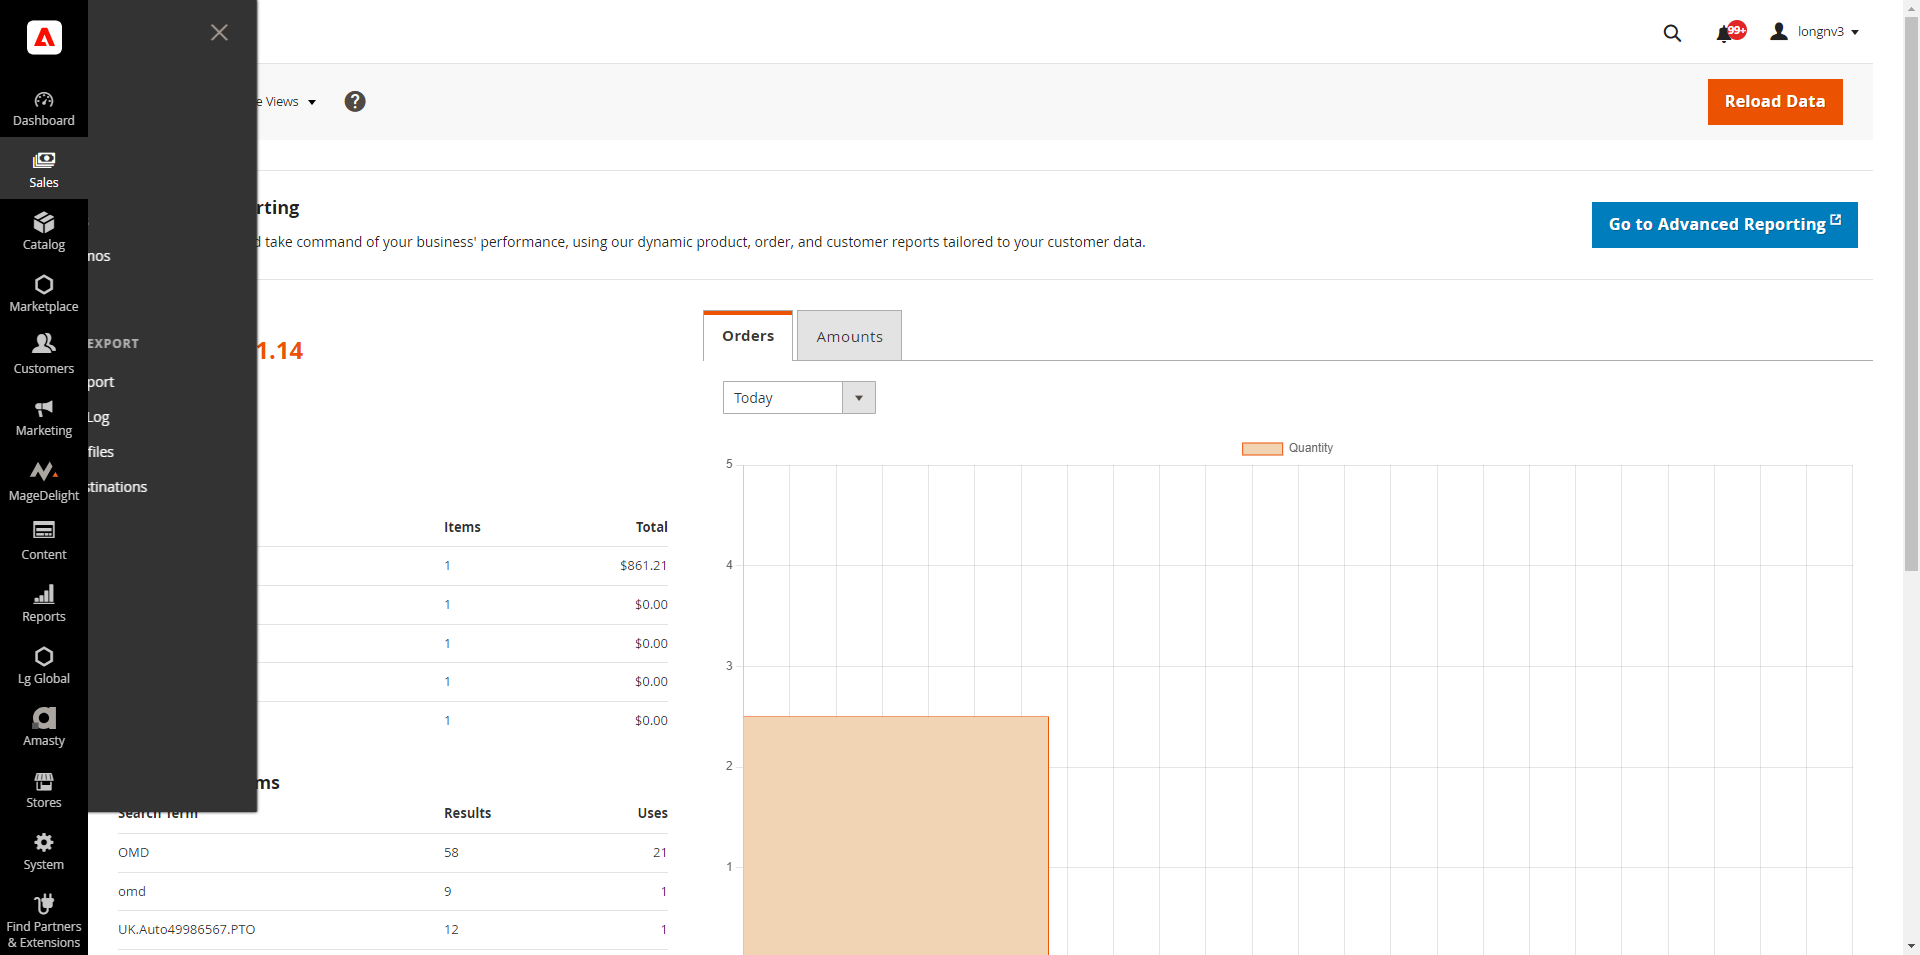 99+
longnv3
Dashboard
e Views
?
Reload Data
Sales
rting
Catalog
d take command of your business' performance, using our dynamic product, order, and customer reports tailored to your customer data.
Go to Advanced Reporting
mos
Marketplace
EXPORT
1.14
Orders
Amounts
Customers
port
Today
Log
Marketing
files
Quantity
5
stinations
MageDelight
Items
Total
Content
1
$861.21
4
Reports
1
$0.00
1
$0.00
3
Lg Global
1
$0.00
1
$0.00
Amasty
2
ms
Stores
Search Term
Results
Uses
OMD
58
21
System
1
omd
9
1
Find Partners
& Extensions
UK.Auto49986567.PTO
12
1